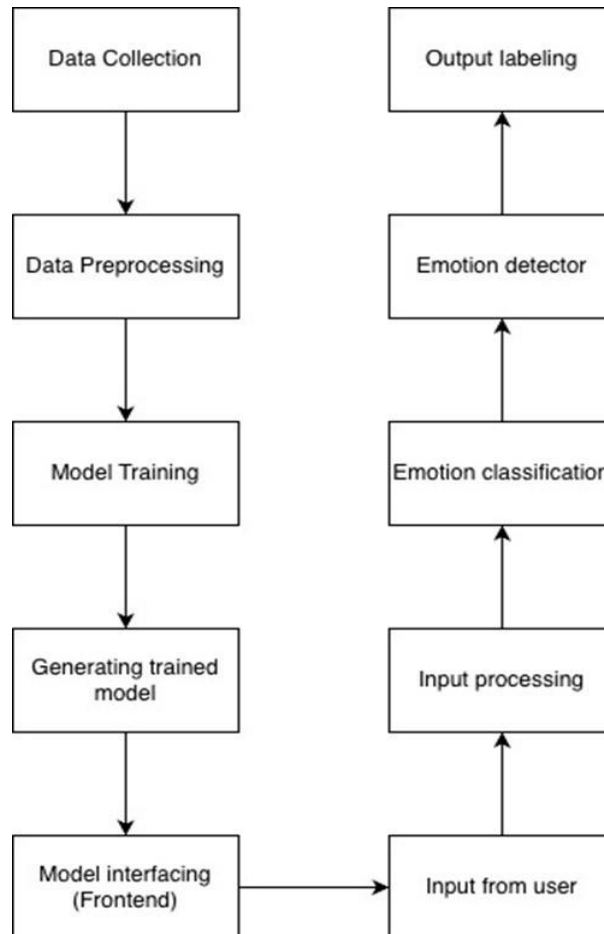 Data Collection
Data Preprocessing
Model Training
Generating trained
model
Model interfacing
(Frontend)
Input from user
Input processing
Emotion classification
Emotion detector
Output labeling